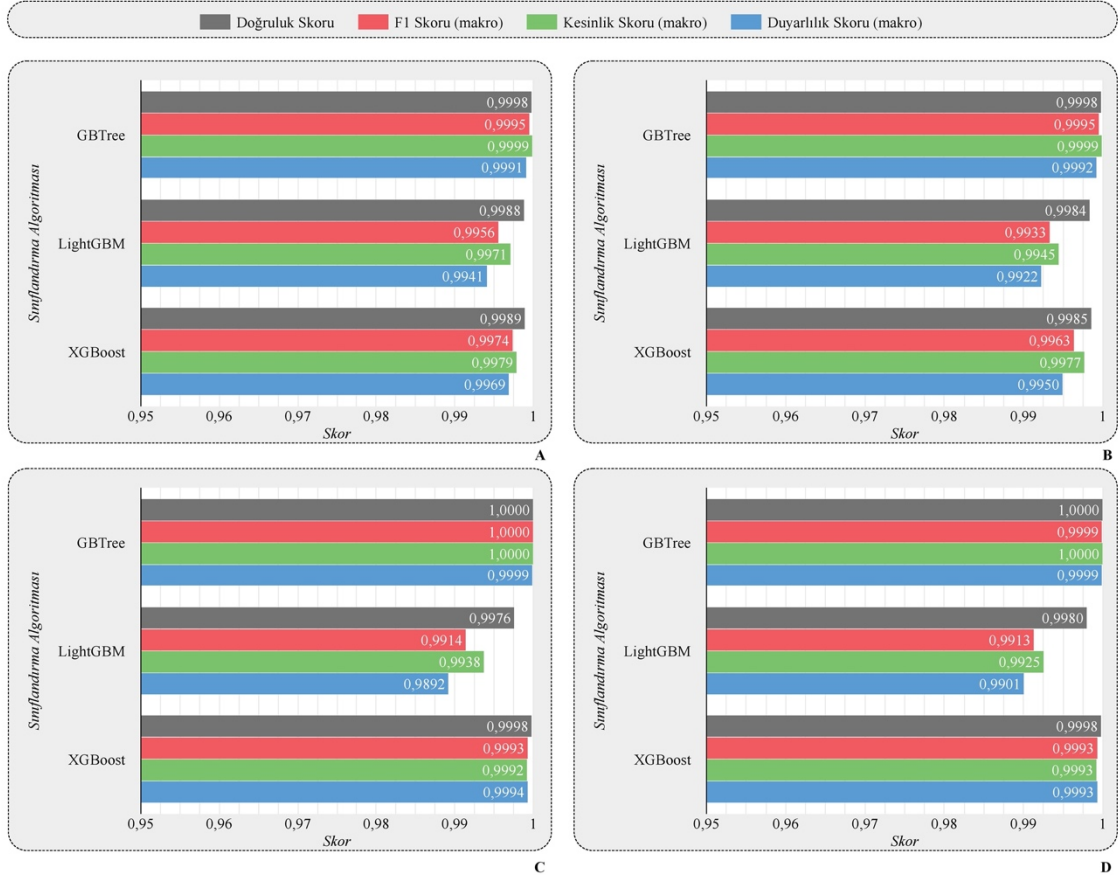 Doğruluk Skoru F1 Skoru (makro) Kesinlik Skoru (makro) Duyarlılık Skoru (makro)
Sınıflandırma Algoritması
GBTree
0,9998
0,9995
0,9999
0,9991
LightGBM
0,9988
0,9956
0,9971
0,9941
XGBoost
0,9989
0,9974
0,9979
0,9969
0,95 0,96 0,97 0,98 0,99 1
Skor
A
Sınıflandırma Algoritması
GBTree
0,9998
0,9995
0,9999
0,9992
LightGBM
0,9984
0,9933
0,9945
0,9922
XGBoost
0,9985
0,9963
0,9977
0,9950
0,95 0,96 0,97 0,98 0,99 1
Skor
B
Sınıflandırma Algoritması
GBTree
1,0000
1,0000
1,0000
0,9999
LightGBM
0,9976
0,9914
0,9938
0,9892
XGBoost
0,9998
0,9993
0,9992
0,9994
0,95 0,96 0,97 0,98 0,99 1
Skor
C
Sınıflandırma Algoritması
GBTree
1,0000
0,9999
1,0000
0,9999
LightGBM
0,9980
0,9913
0,9925
0,9901
XGBoost
0,9998
0,9993
0,9993
0,9993
0,95 0,96 0,97 0,98 0,99 1
Skor
D